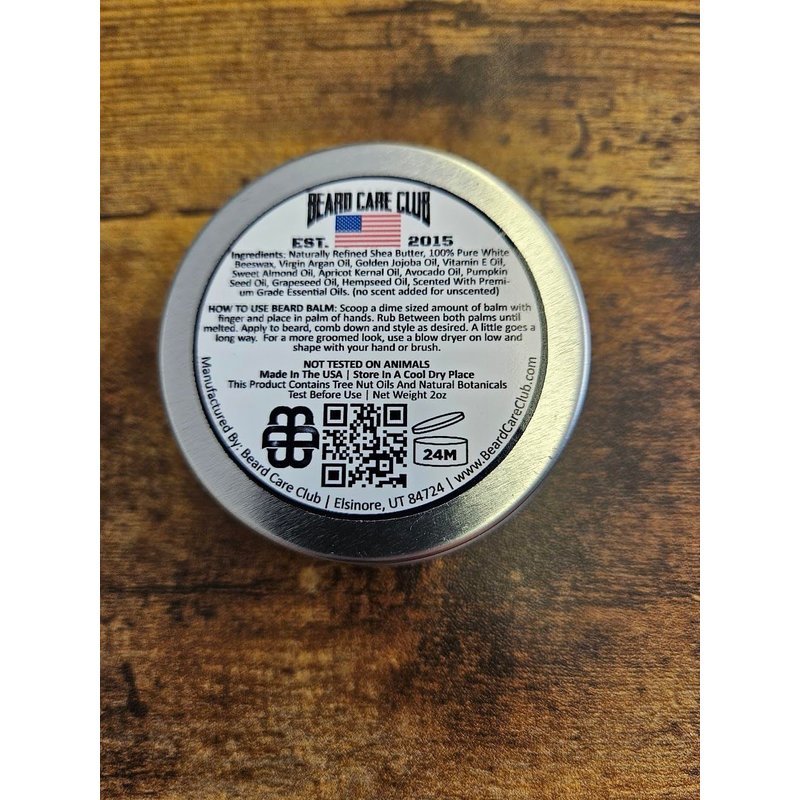 BEARD CARE CLUB
EST. 2015
Ingredients: Naturally Refined Shea Butter, 100% Pure White
Beeswax, Virgin Argan Oil, Golden Jojoba Oil, Vitamin E Oil,
Sweet Almond Oil, Apricot Kernal Oil, Avocado Oil, Pumpkin
Seed Oil, Grapeseed Oil, Hempseed Oil, Scented With Premi-
um Grade Essential Oils. (no scent added for unscented)
HOW TO USE BEARD BALM: Scoop a dime sized amount of balm with
finger and place in palm of hands. Rub Between both palms until
melted. Apply to beard, comb down and style as desired. A little goes a
long way. For a more groomed look, use a blow dryer on low and
shape with your hand or brush.
NOT TESTED ON ANIMALS
Made In The USA | Store In A Cool Dry Place
This Product Contains Tree Nut Oils And Natural Botanicals
Test Before Use | Net Weight 2oz
24M
Manufactured By: Beard Care Club | Elsinore, UT 84724 | www.BeardCareClub.com